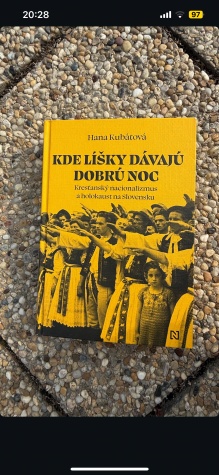 20:28
97
Hana Kubátová
KDE LÍŠKY DÁVAJÚ
DOBRÚ NOC
Kresťanský nacionalizmus
a holokaust na Slovensku
N